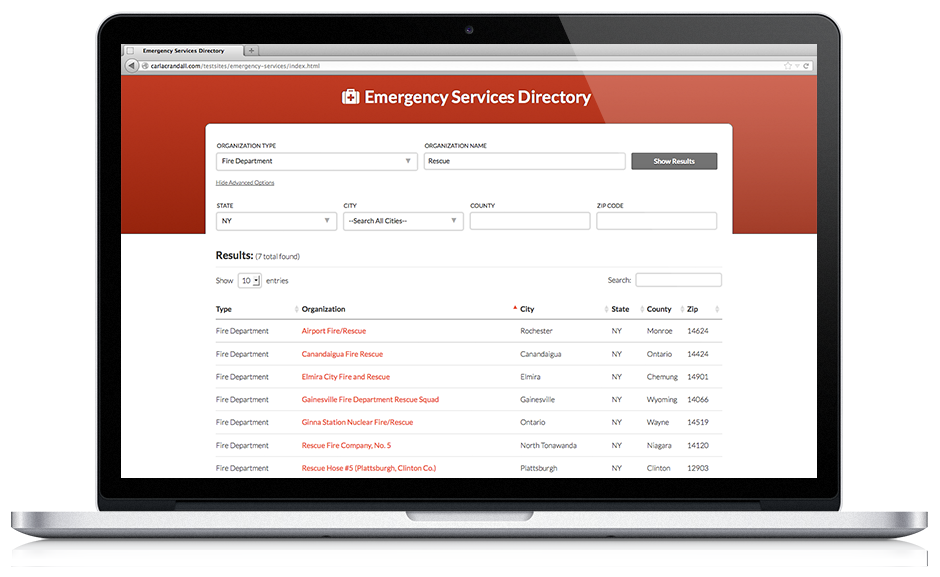 Emergency Services Directory
carlacrandall.com/testsites/emergency-services/index.html
Emergency Services Directory
ORGANIZATION TYPE ORGANIZATION NAME
Fire Department Rescue Show Results
Hide Advanced Options
STATE CITY COUNTY ZIP CODE
NY --Search All Cities--
Results: (7 total found)
Show 10 entries Search:
Type Organization City State County Zip
Fire Department Airport Fire/Rescue Rochester NY Monroe 14624
Fire Department Canandaigua Fire Rescue Canandaigua NY Ontario 14424
Fire Department Elmira City Fire and Rescue Elmira NY Chemung 14901
Fire Department Gainesville Fire Department Rescue Squad Gainesville NY Wyoming 14066
Fire Department Ginna Station Nuclear Fire/Rescue Ontario NY Wayne 14519
Fire Department Rescue Fire Company, No. 5 North Tonawanda NY Niagara 14120
Fire Department Rescue Hose #5 (Plattsburgh, Clinton Co.) Plattsburgh NY Clinton 12903